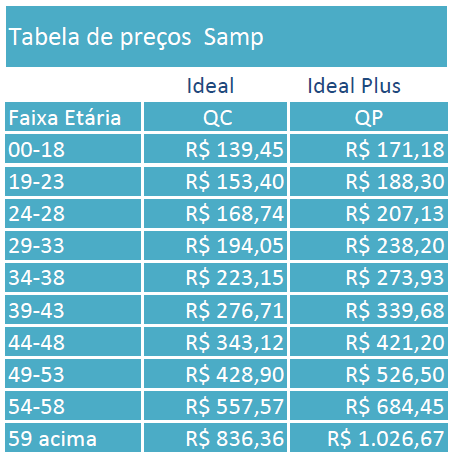 Tabela de preços Samp
Ideal Ideal Plus
Faixa Etária QC QP
00-18 R$ 139,45 R$ 171,18
19-23 R$ 153,40 R$ 188,30
24-28 R$ 168,74 R$ 207,13
29-33 R$ 194,05 R$ 238,20
34-38 R$ 223,15 R$ 273,93
39-43 R$ 276,71 R$ 339,68
44-48 R$ 343,12 R$ 421,20
49-53 R$ 428,90 R$ 526,50
54-58 R$ 557,57 R$ 684,45
59 acima R$ 836,36 R$ 1.026,67